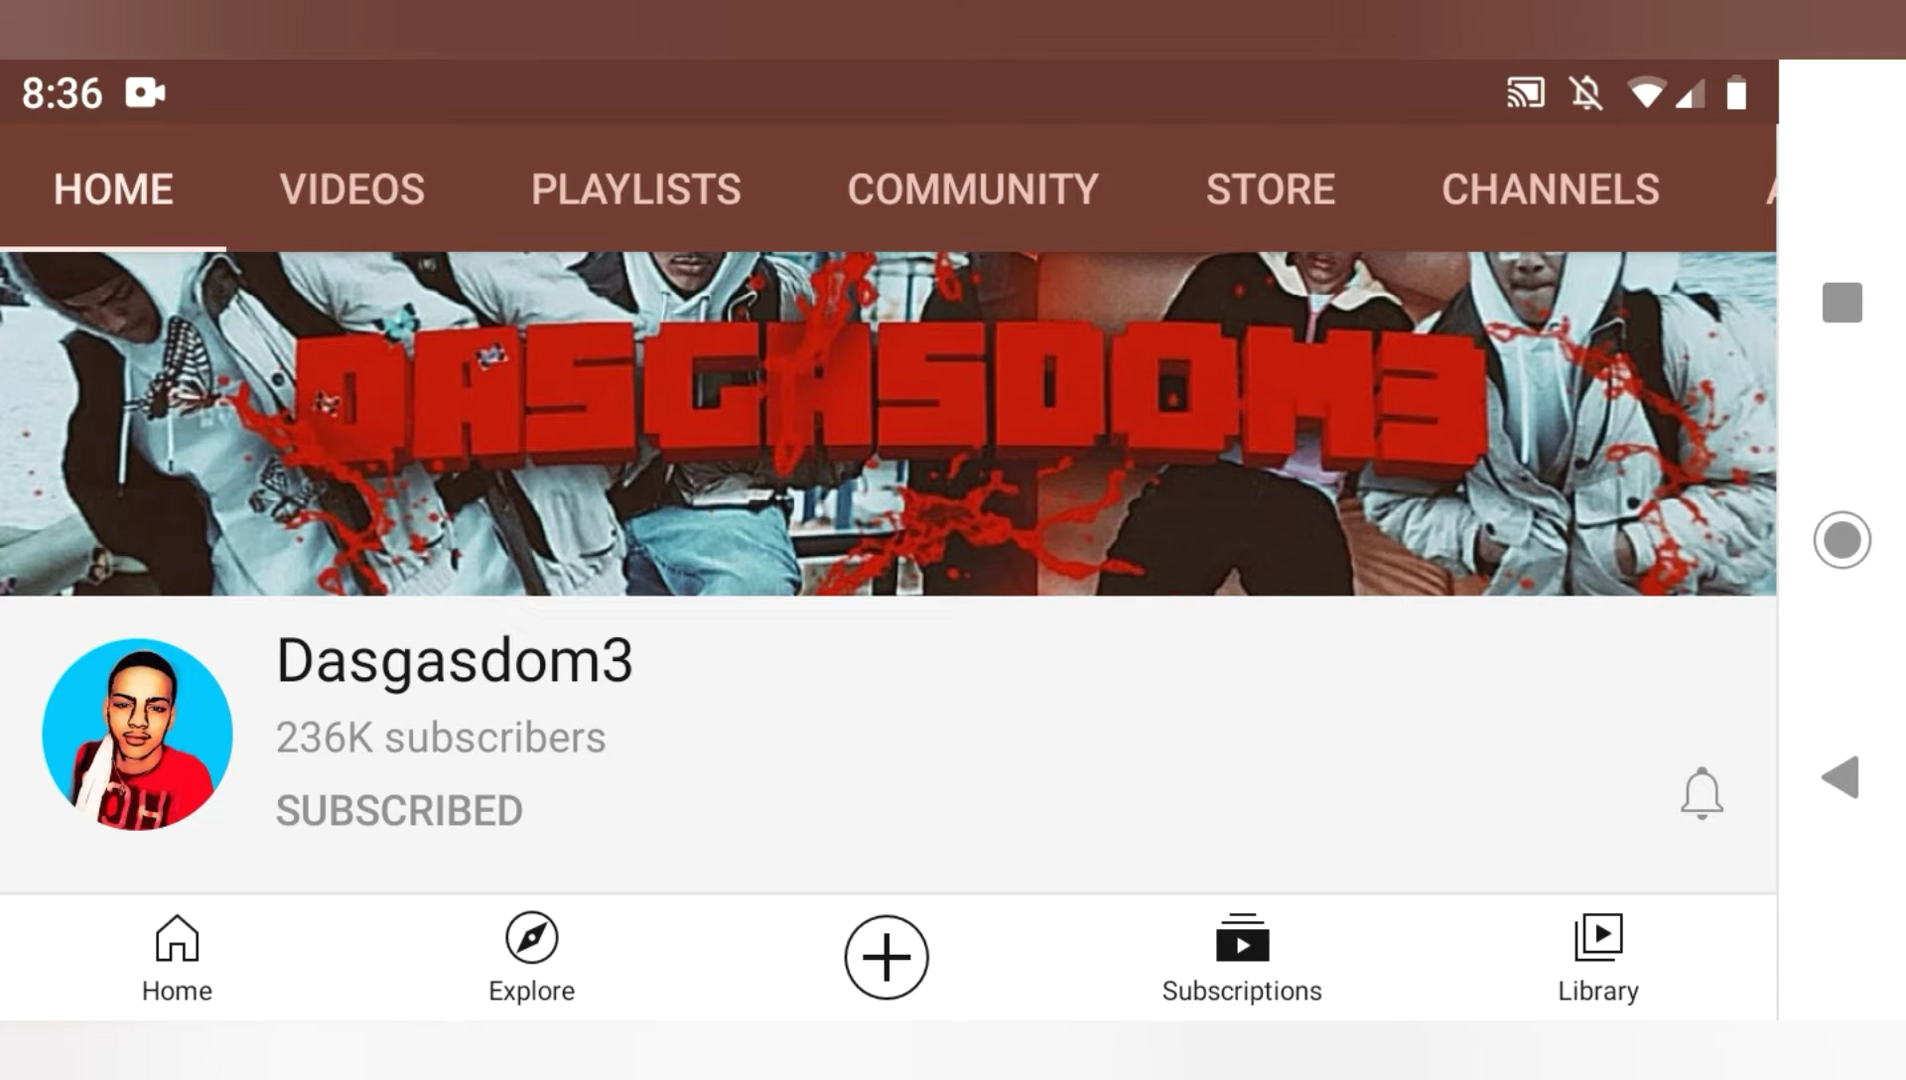 8:36
HOME VIDEOS PLAYLISTS COMMUNITY STORE CHANNELS
DASGASDOM3
Dasgasdom3
236K subscribers
SUBSCRIBED
Home Explore Subscriptions Library